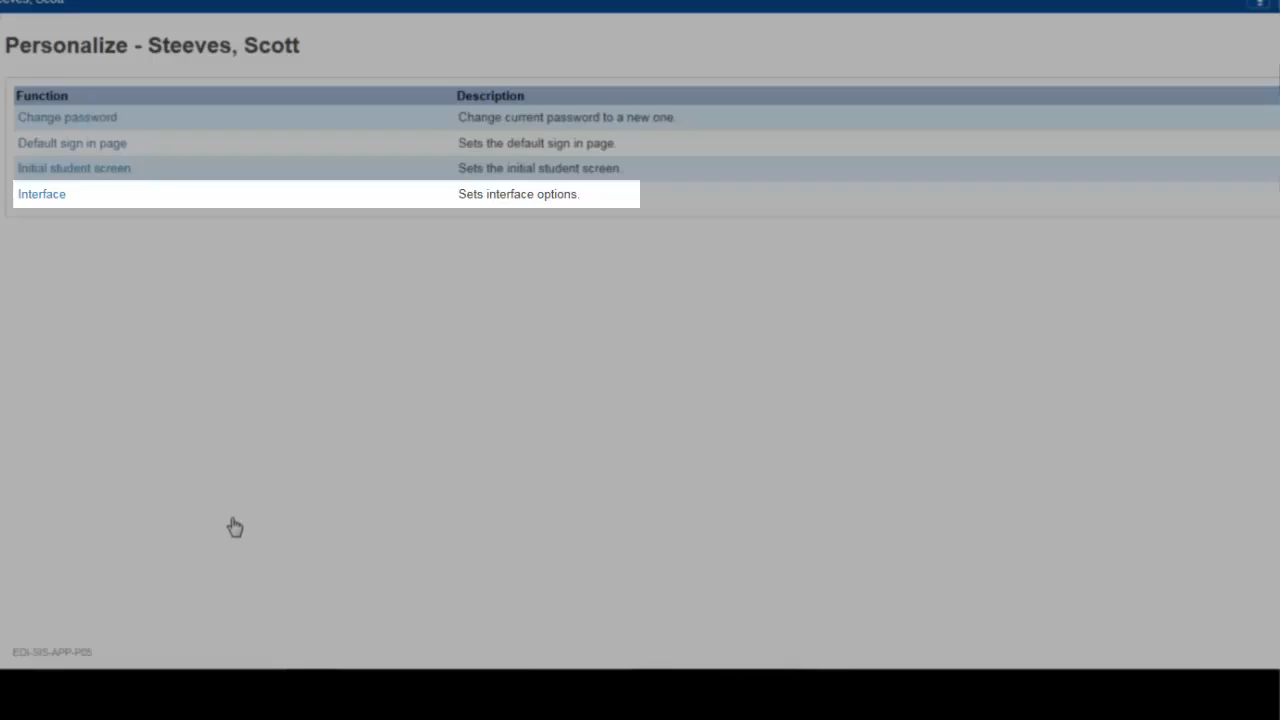 Personalize - Steeves, Scott
Function Description
Change password Change current password to a new one.
Default sign in page Sets the default sign in page.
Initial student screen Sets the initial student screen.
Interface Sets interface options.
EDI-SIS-APP-P05